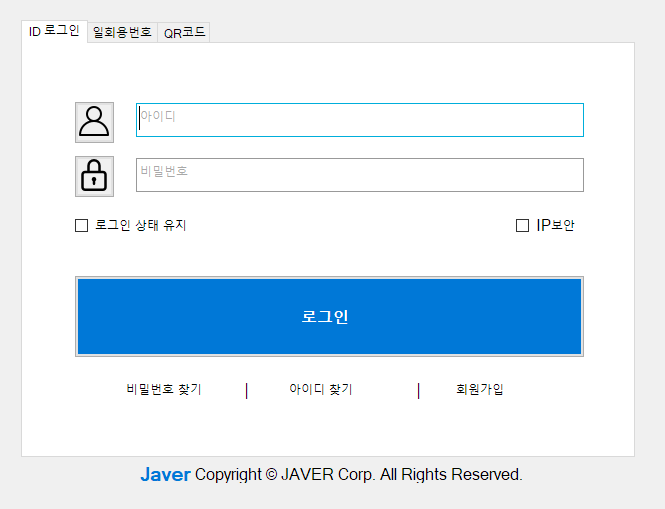 ID 로그인 일회용번호 QR코드
아이디
비밀번호
로그인 상태 유지 IP보안
로그인
비밀번호 찾기 | 아이디 찾기 | 회원가입
Javer Copyright © JAVER Corp. All Rights Reserved.